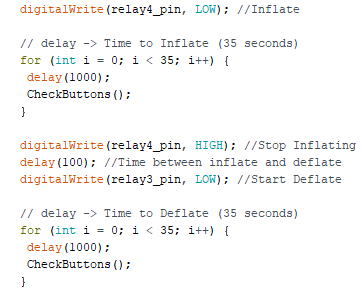 digitalWrite(relay4_pin, LOW); //Inflate
// delay -> Time to Inflate (35 seconds)
for (int i = 0; i < 35; i++) {
delay(1000);
CheckButtons();
}
digitalWrite(relay4_pin, HIGH); //Stop Inflating
delay(100); //Time between inflate and deflate
digitalWrite(relay3_pin, LOW); //Start Deflate
// delay -> Time to Deflate (35 seconds)
for (int i = 0; i < 35; i++) {
delay(1000);
CheckButtons();
}